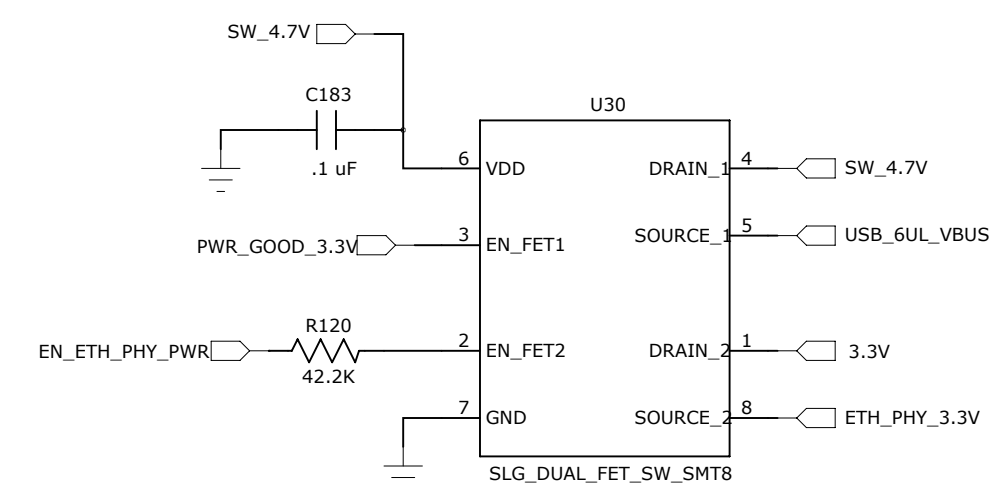 SW_4.7V
C183
.1 uF
U30
6 VDD DRAIN_1 4 SW_4.7V
PWR_GOOD_3.3V 3 EN_FET1 SOURCE_1 5 USB_6UL_VBUS
R120
EN_ETH_PHY_PWR 2 EN_FET2 DRAIN_2 1 3.3V
42.2K
7 GND SOURCE_2 8 ETH_PHY_3.3V
SLG_DUAL_FET_SW_SMT8